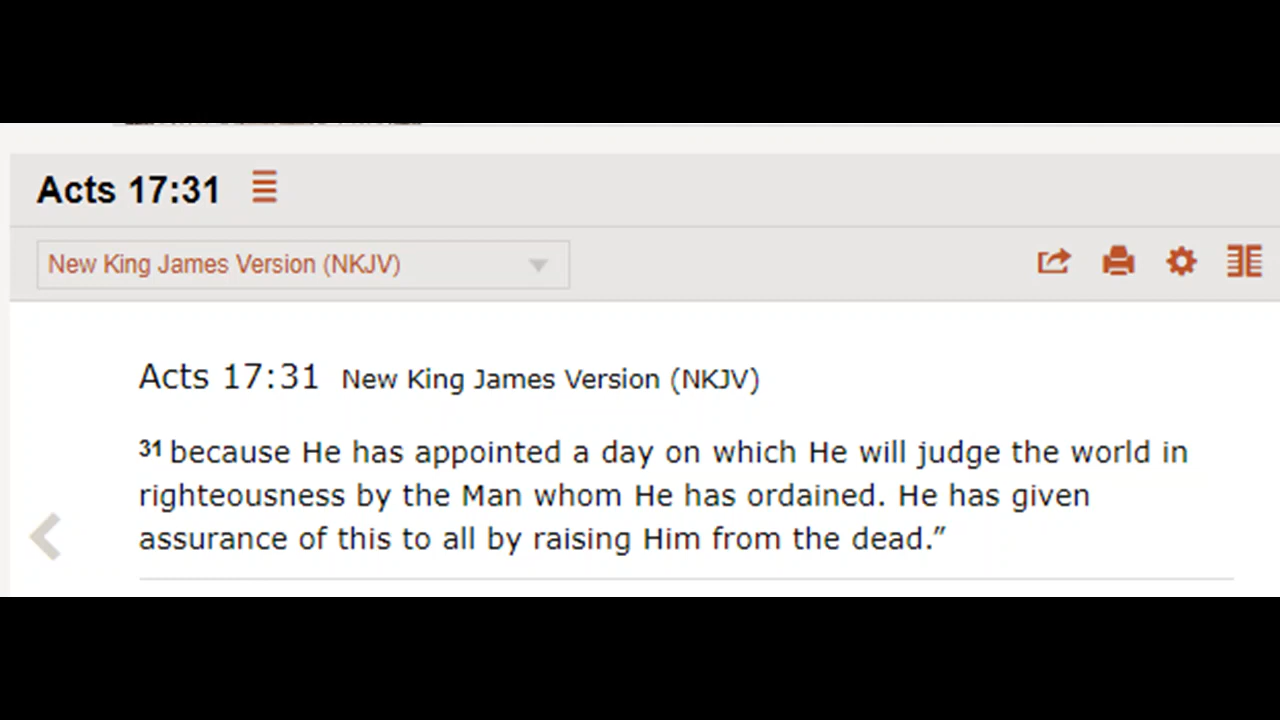 Acts 17:31
New King James Version (NKJV)
Acts 17:31 New King James Version (NKJV)
31 because He has appointed a day on which He will judge the world in
righteousness by the Man whom He has ordained. He has given
assurance of this to all by raising Him from the dead.”